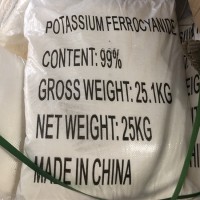 POTASSIUM FERROCYANIDE
CONTENT: 99%
GROSS WEIGHT: 25.1KG
NET WEIGHT: 25KG
MADE IN CHINA